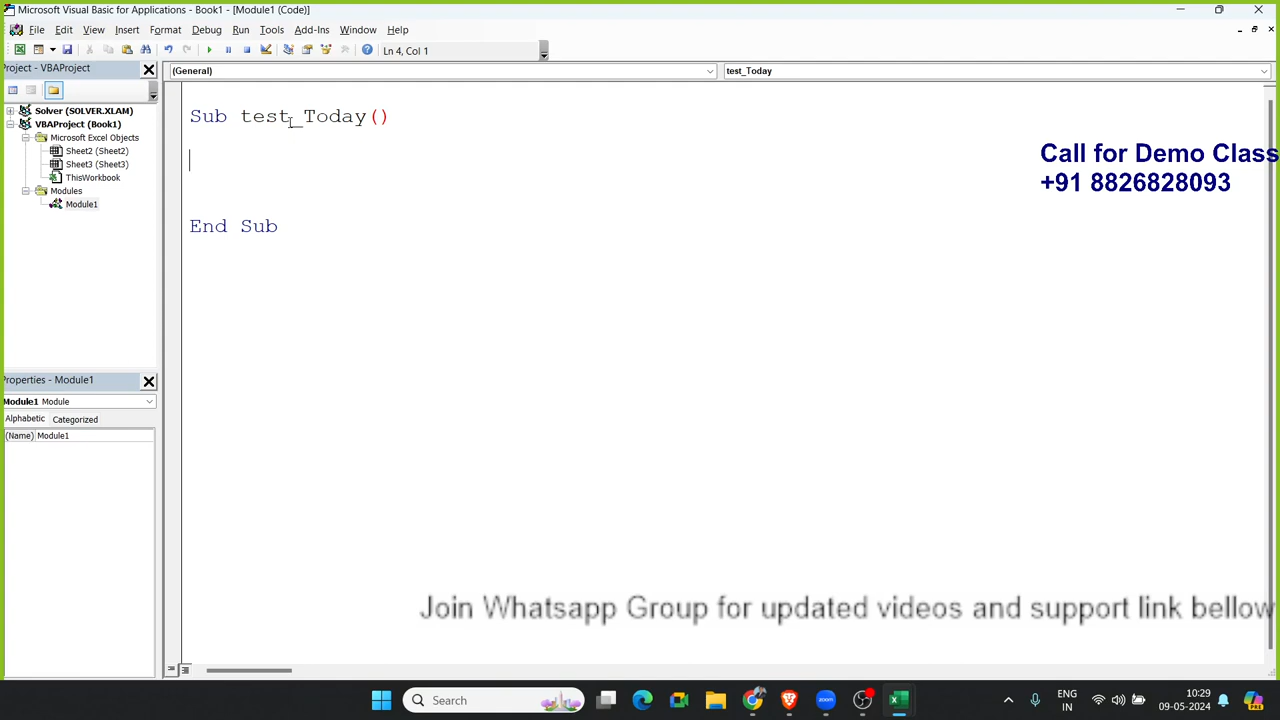 Microsoft Visual Basic for Applications - Book1 - [Module1 (Code)]
File Edit View Insert Format Debug Run Tools Add-Ins Window Help
Ln 4, Col 1
Project - VBAProject
(General)
test_Today
Solver (SOLVER.XLAM)
VBAProject (Book1)
Microsoft Excel Objects
Sheet2 (Sheet2)
Sheet3 (Sheet3)
ThisWorkbook
Modules
Module1
Sub test_Today()
End Sub
Call for Demo Class
+91 8826828093
Properties - Module1
Module1 Module
Alphabetic Categorized
(Name) Module1
Join Whatsapp Group for updated videos and support link bellow
Search
zoom
ENG
IN
10:29
09-05-2024